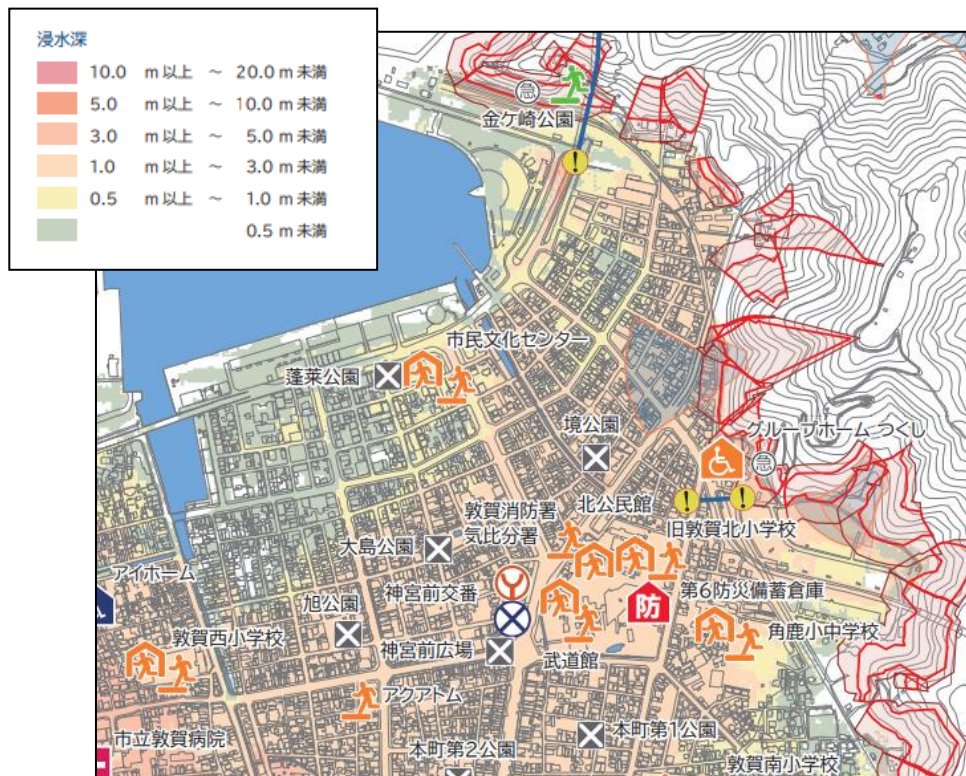 浸水深
10.0 m以上 ～ 20.0 m未満
5.0 m以上 ～ 10.0 m未満
3.0 m以上 ～ 5.0 m未満
1.0 m以上 ～ 3.0 m未満
0.5 m以上 ～ 1.0 m未満
0.5 m未満
急
金ケ崎公園
市民文化センター
蓬莱公園
境公園
グループホームつくし
急
北公民館
敦賀消防署
気比分署
旧敦賀北小学校
大島公園
アイホーム
神宮前交番
第6防災備蓄倉庫
防
旭公園
角鹿小中学校
敦賀西小学校
神宮前広場
武道館
アクアトム
市立敦賀病院
本町第2公園
本町第1公園
敦賀南小学校